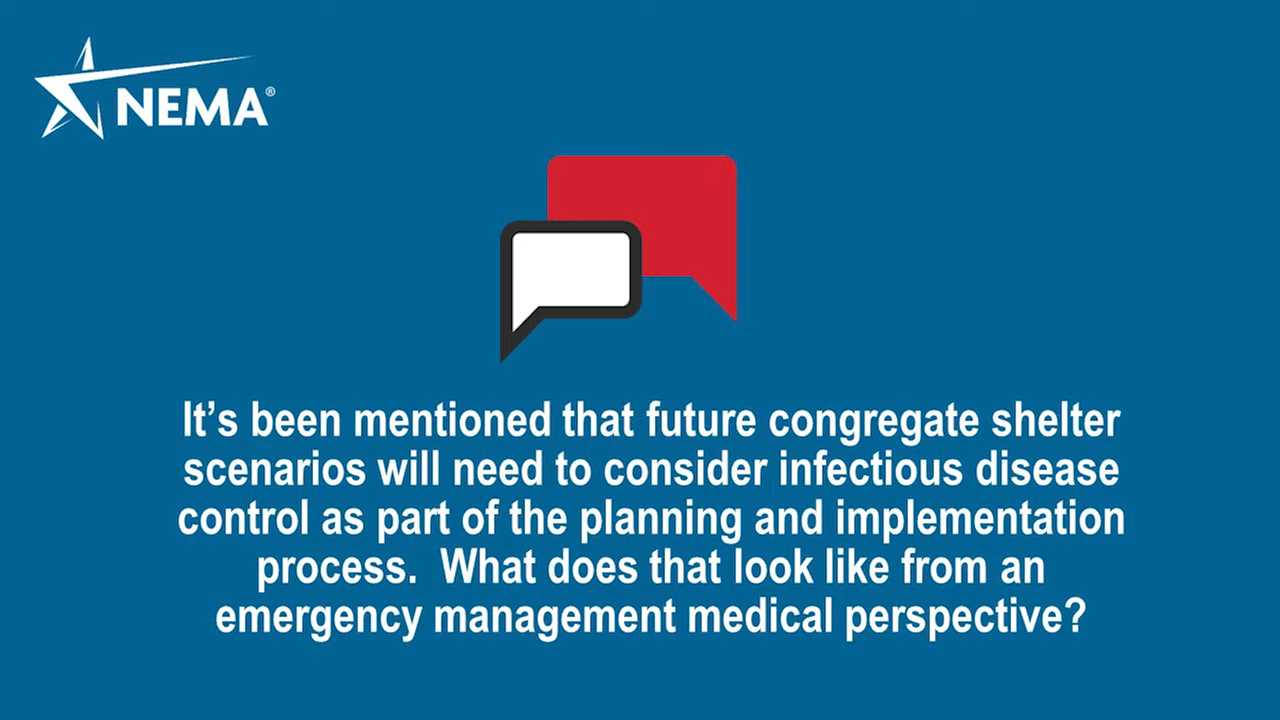 NEMA®
It's been mentioned that future congregate shelter
scenarios will need to consider infectious disease
control as part of the planning and implementation
process.  What does that look like from an
emergency management medical perspective?